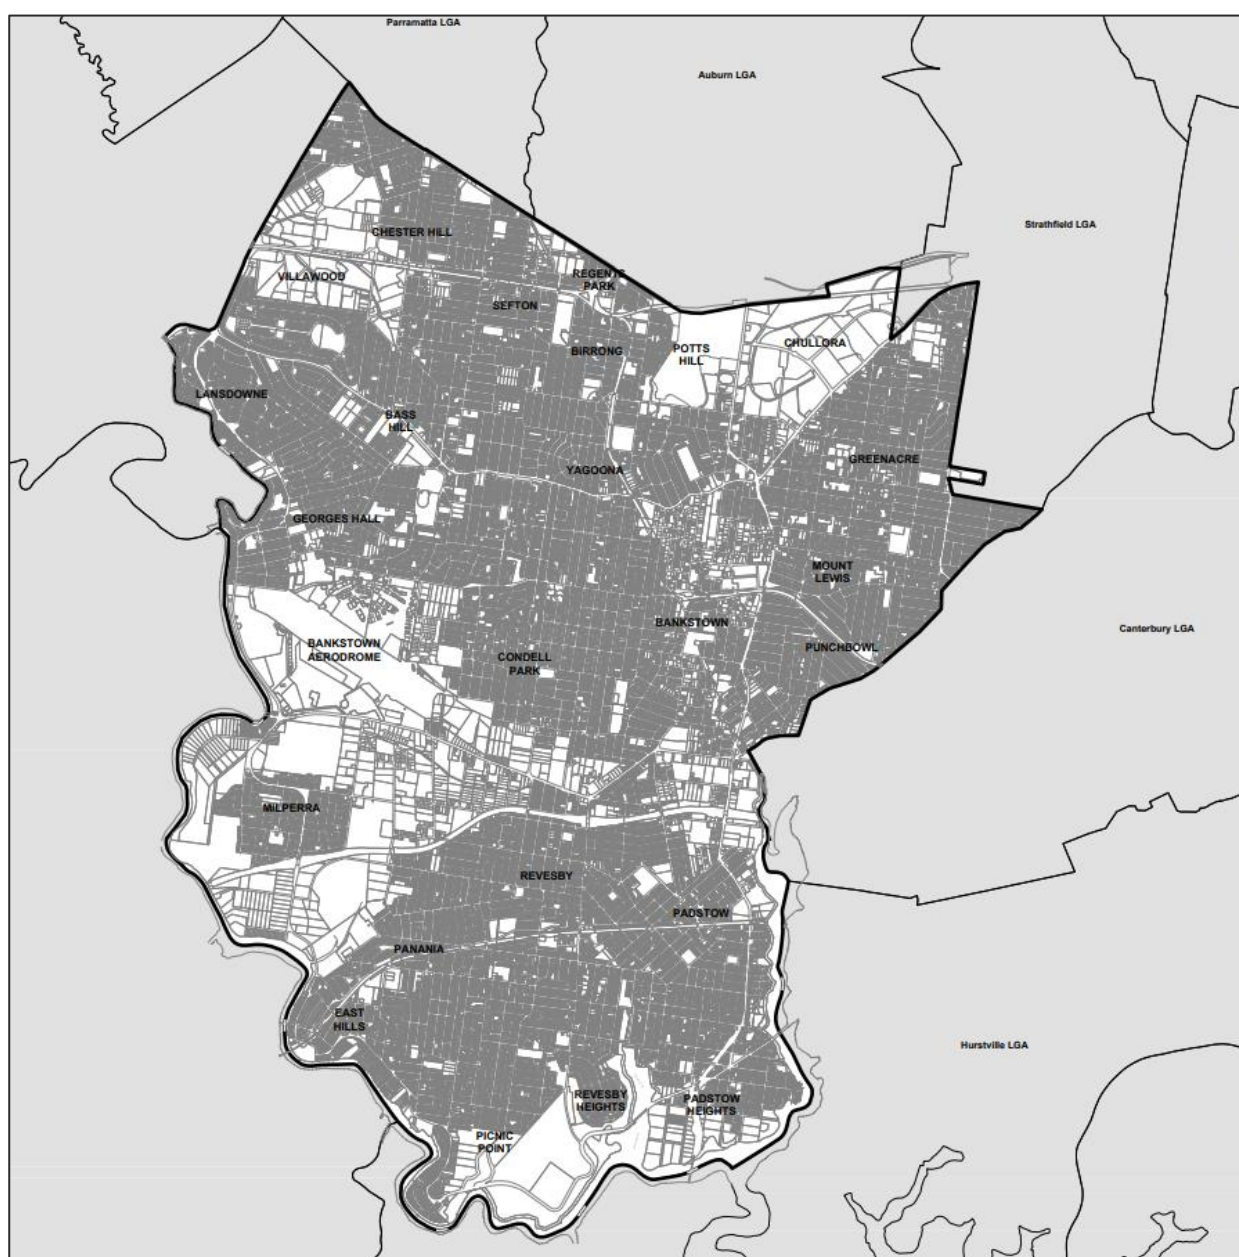 Parramatta LGA
Auburn LGA
Strathfield LGA
CHESTER HILL
VILLAWOOD
REGENTS
PARK
SEFTON
BIRRONG
POTTS
HILL
CHULLORA
LANSDOWNE
BASS
HILL
YAGOONA
GREENACRE
GEORGES HALL
MOUNT
LEWIS
BANKSTOWN
Canterbury LGA
BANKSTOWN
AERODROME
CONDELL
PARK
PUNCHBOWL
MILPERRA
REVESBY
PADSTOW
PANANIA
EAST
HILLS
Hurstville LGA
REVESBY
HEIGHTS
PADSTOW
HEIGHTS
PICNIC
POINT